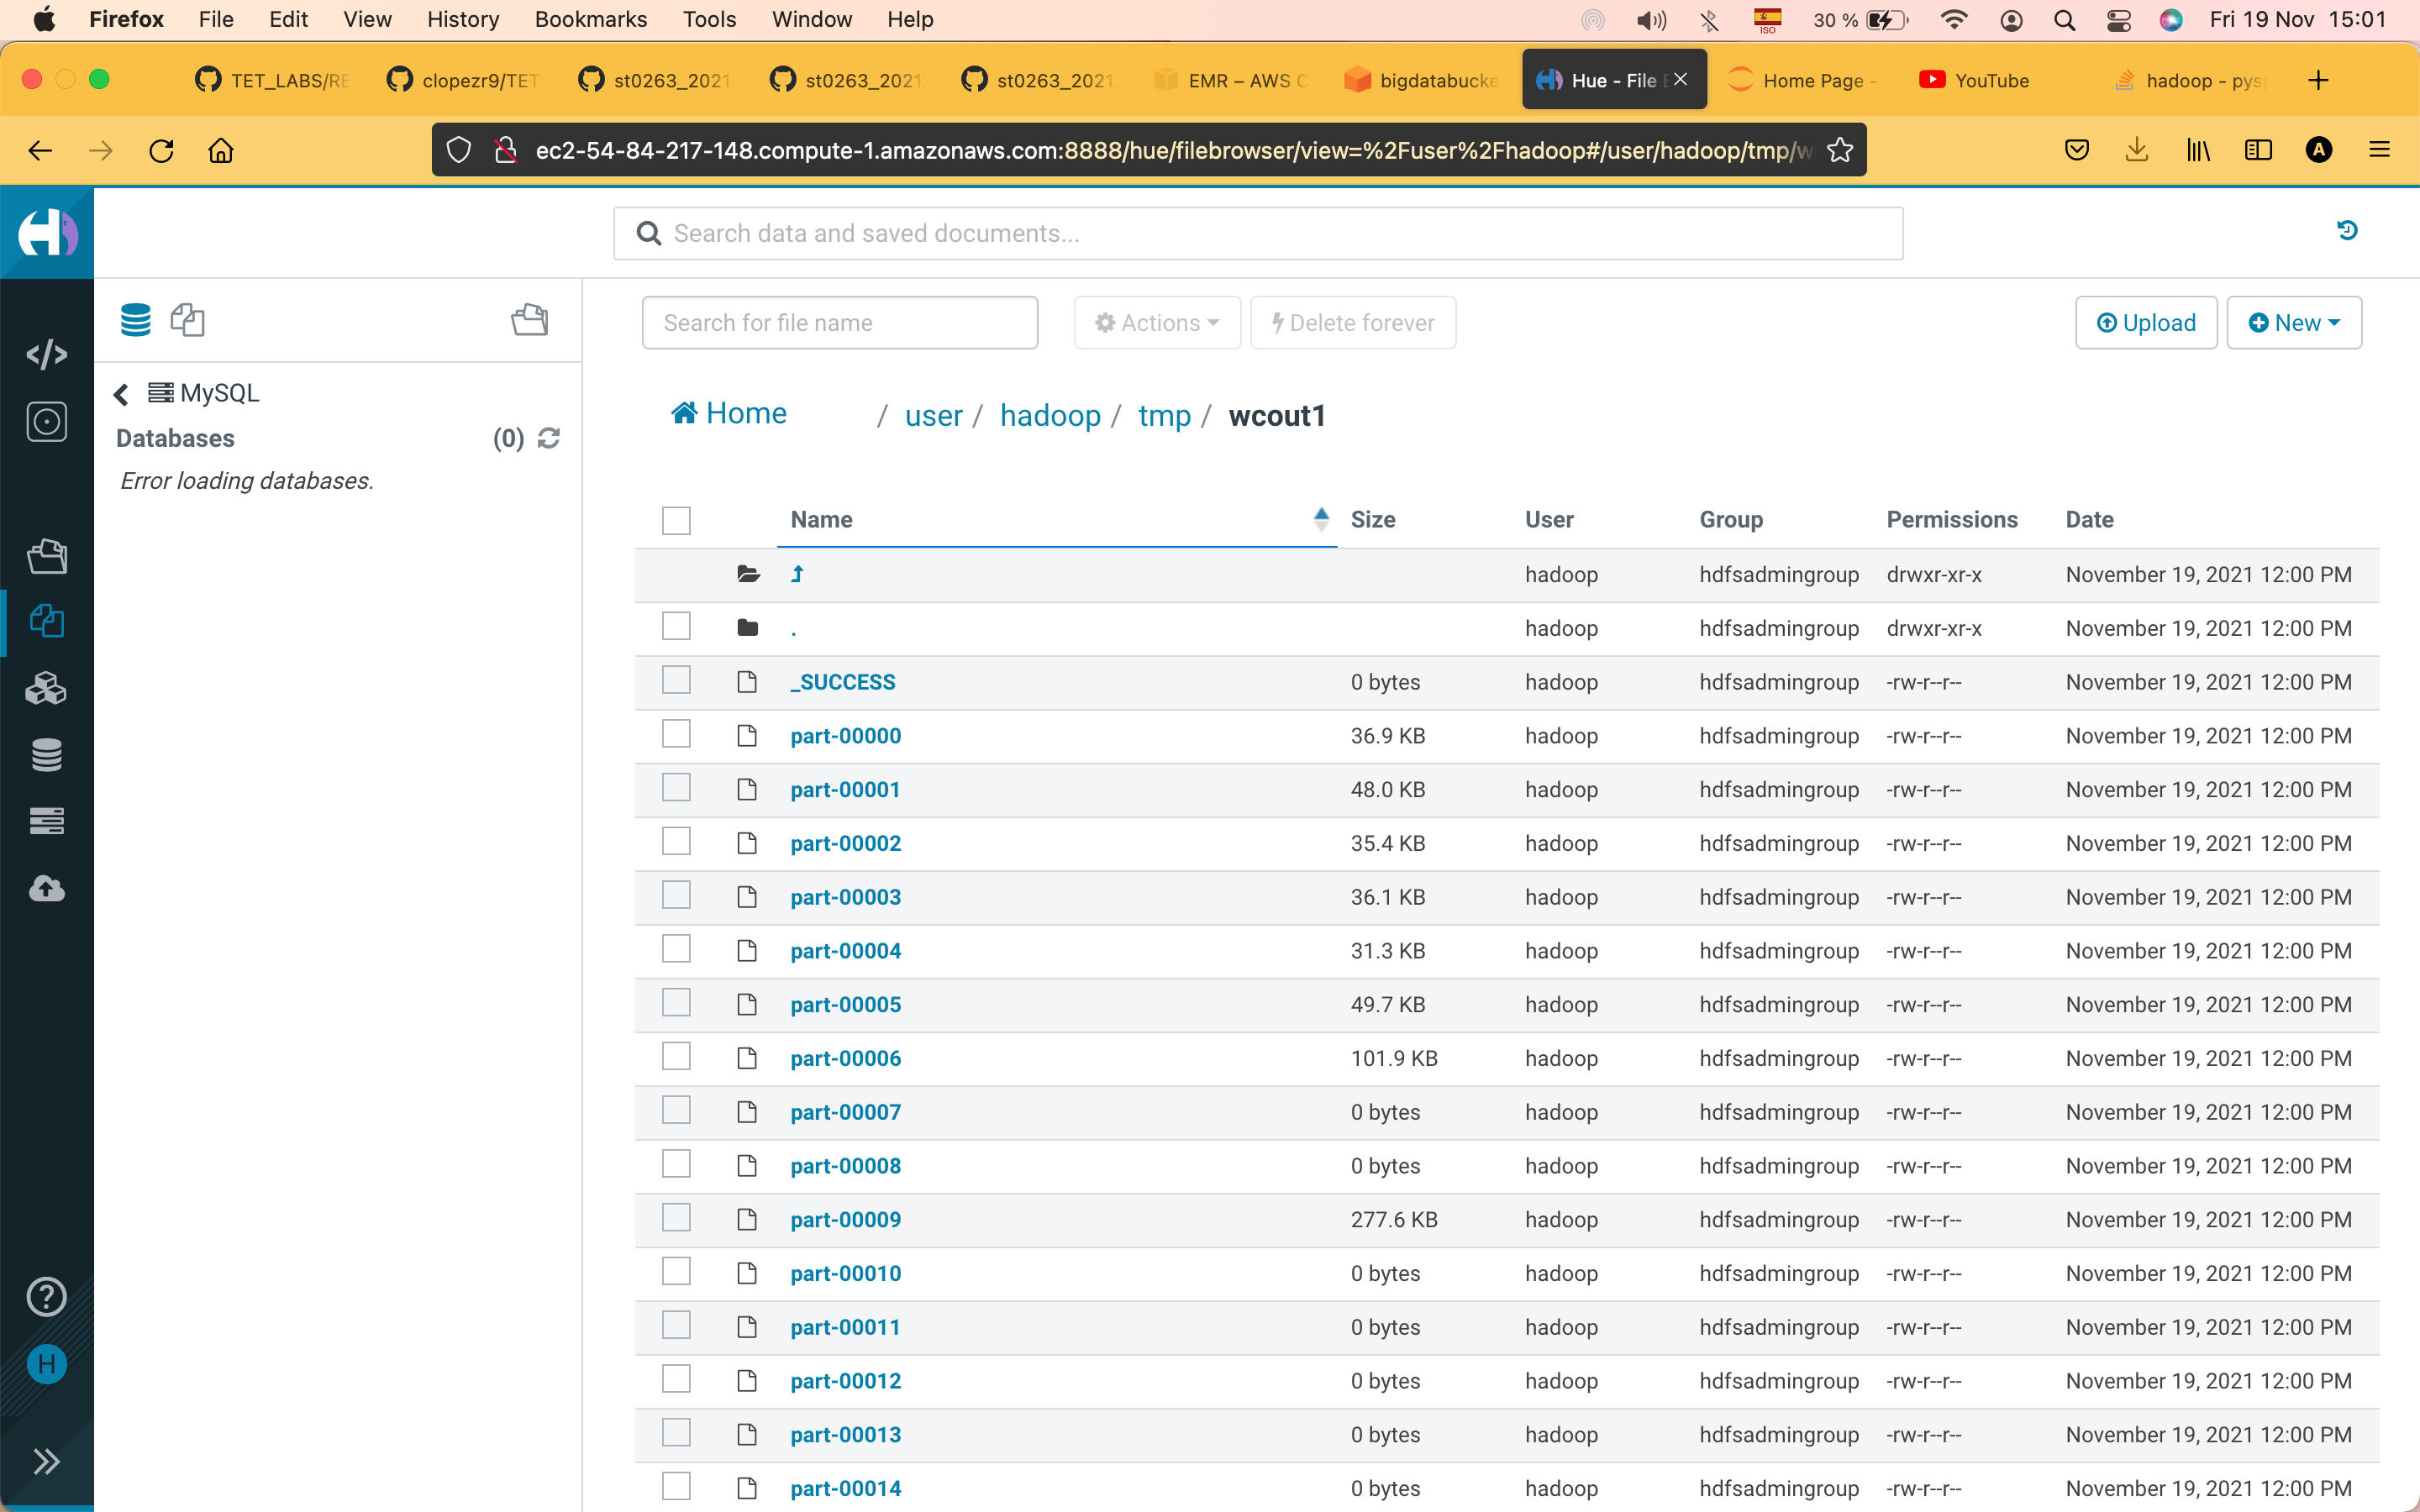 Firefox File Edit View History Bookmarks Tools Window Help ISO 30 % Fri 19 Nov 15:01
TET_LABS/RE clopezr9/TET st0263_2021 st0263_2021 st0263_2021 EMR – AWS C bigdatabucke Hue - File Home Page - YouTube hadoop - pys
ec2-54-84-217-148.compute-1.amazonaws.com:8888/hue/filebrowser/view=%2Fuser%2Fhadoop#/user/hadoop/tmp/w A
Search data and saved documents...
Search for file name Actions Delete forever Upload New
MySQL
Databases (0)
Error loading databases.
Home / user / hadoop / tmp / wcout1
Name Size User Group Permissions Date
hadoop hdfsadmingroup drwxr-xr-x November 19, 2021 12:00 PM
. hadoop hdfsadmingroup drwxr-xr-x November 19, 2021 12:00 PM
_SUCCESS 0 bytes hadoop hdfsadmingroup -rw-r--r-- November 19, 2021 12:00 PM
part-00000 36.9 KB hadoop hdfsadmingroup -rw-r--r-- November 19, 2021 12:00 PM
part-00001 48.0 KB hadoop hdfsadmingroup -rw-r--r-- November 19, 2021 12:00 PM
part-00002 35.4 KB hadoop hdfsadmingroup -rw-r--r-- November 19, 2021 12:00 PM
part-00003 36.1 KB hadoop hdfsadmingroup -rw-r--r-- November 19, 2021 12:00 PM
part-00004 31.3 KB hadoop hdfsadmingroup -rw-r--r-- November 19, 2021 12:00 PM
part-00005 49.7 KB hadoop hdfsadmingroup -rw-r--r-- November 19, 2021 12:00 PM
part-00006 101.9 KB hadoop hdfsadmingroup -rw-r--r-- November 19, 2021 12:00 PM
part-00007 0 bytes hadoop hdfsadmingroup -rw-r--r-- November 19, 2021 12:00 PM
part-00008 0 bytes hadoop hdfsadmingroup -rw-r--r-- November 19, 2021 12:00 PM
part-00009 277.6 KB hadoop hdfsadmingroup -rw-r--r-- November 19, 2021 12:00 PM
part-00010 0 bytes hadoop hdfsadmingroup -rw-r--r-- November 19, 2021 12:00 PM
part-00011 0 bytes hadoop hdfsadmingroup -rw-r--r-- November 19, 2021 12:00 PM
part-00012 0 bytes hadoop hdfsadmingroup -rw-r--r-- November 19, 2021 12:00 PM
part-00013 0 bytes hadoop hdfsadmingroup -rw-r--r-- November 19, 2021 12:00 PM
part-00014 0 bytes hadoop hdfsadmingroup -rw-r--r-- November 19, 2021 12:00 PM
H